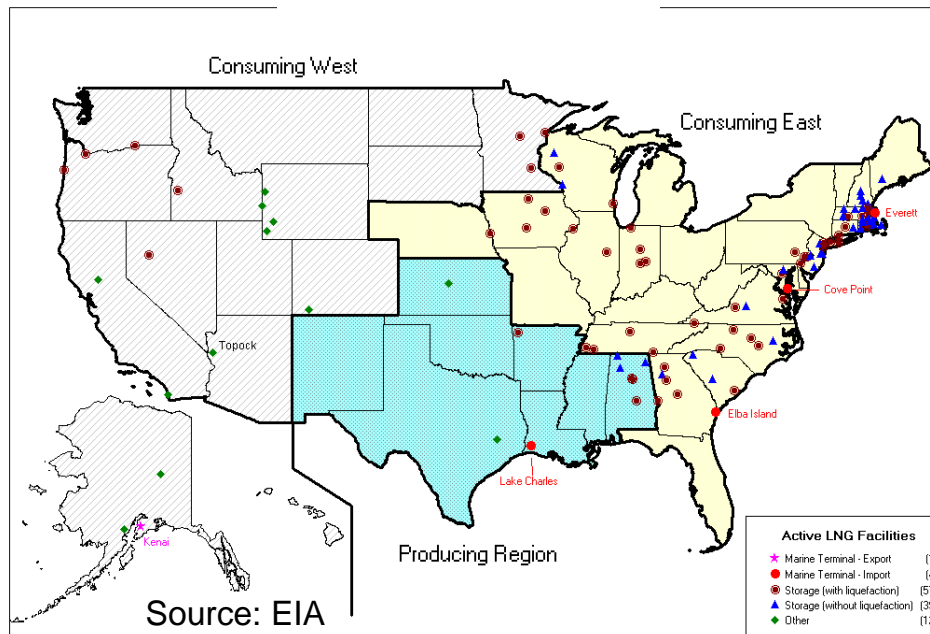 Consuming West
Consuming East
Everett
Cove Point
Topock
Elba Island
Lake Charles
Kenai
Producing Region
Source: EIA
Active LNG Facilities
Marine Terminal - Export
Marine Terminal - Import
Storage (with liquefaction)
Storage (without liquefaction)
Other